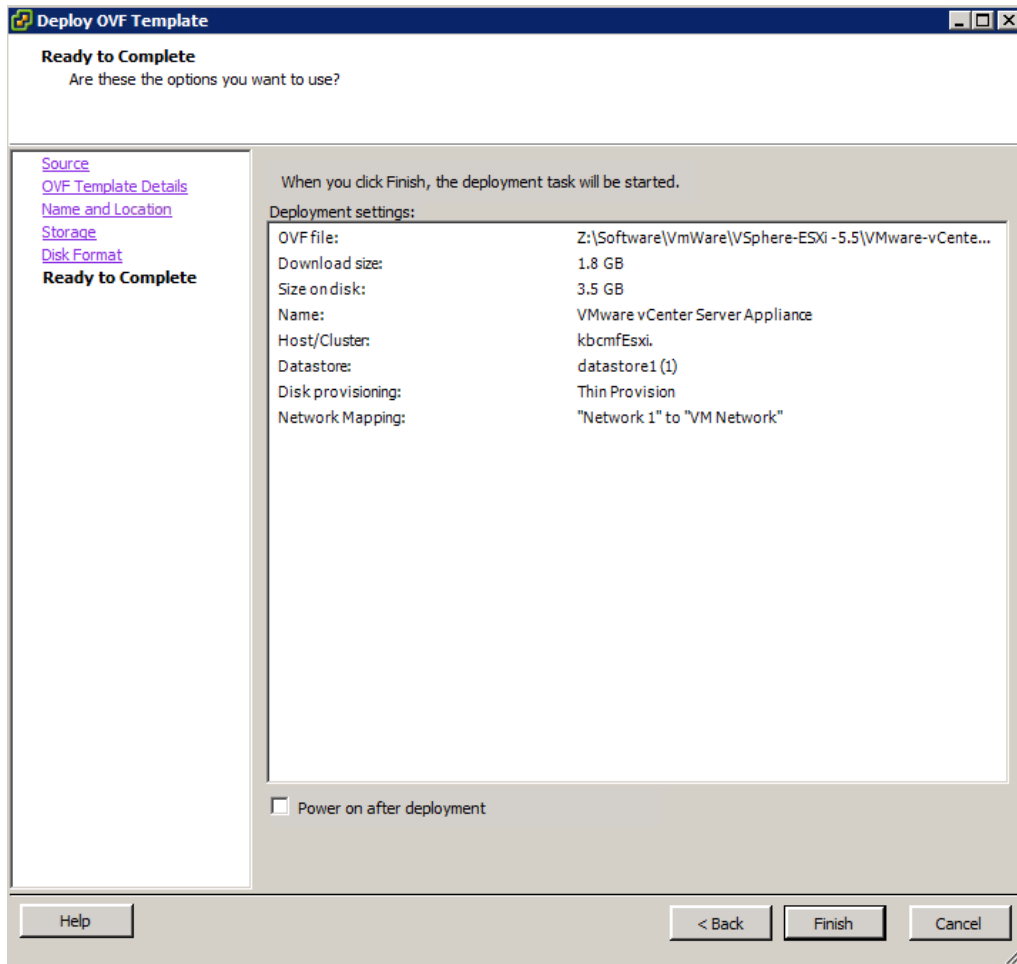 Deploy OVF Template
Ready to Complete
Are these the options you want to use?
Source
OVF Template Details
Name and Location
Storage
Disk Format
Ready to Complete
When you click Finish, the deployment task will be started.
Deployment settings:
OVF file: Z:\Software\VmWare\VSphere-ESXi -5.5\VMware-vCente...
Download size: 1.8 GB
Size on disk: 3.5 GB
Name: VMware vCenter Server Appliance
Host/Cluster: kbcmfEsxi.
Datastore: datastore1 (1)
Disk provisioning: Thin Provision
Network Mapping: "Network 1" to "VM Network"
Power on after deployment
Help < Back Finish Cancel